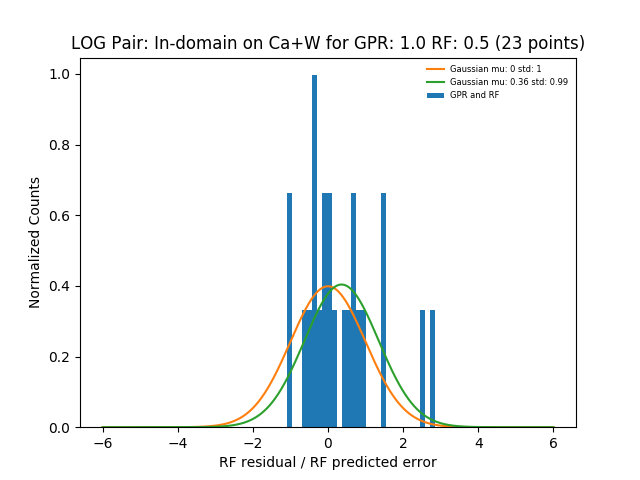 LOG Pair: In-domain on Ca+W for GPR: 1.0 RF: 0.5 (23 points)
Gaussian mu: 0 std: 1
Gaussian mu: 0.36 std: 0.99
GPR and RF
Normalized Counts
1.0
0.8
0.6
0.4
0.2
0.0
−6 −4 −2 0 2 4 6
RF residual / RF predicted error